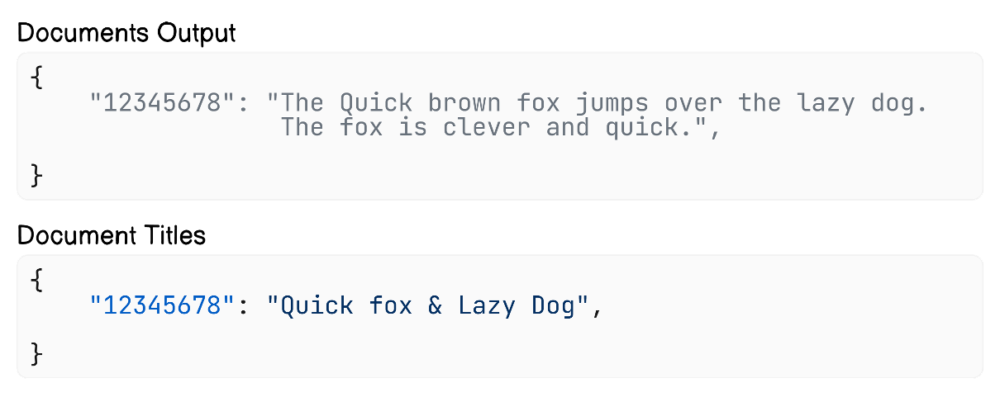 Documents Output
{
"12345678": "The Quick brown fox jumps over the lazy dog.
The fox is clever and quick.",
}
Document Titles
{
"12345678": "Quick fox & Lazy Dog",
}